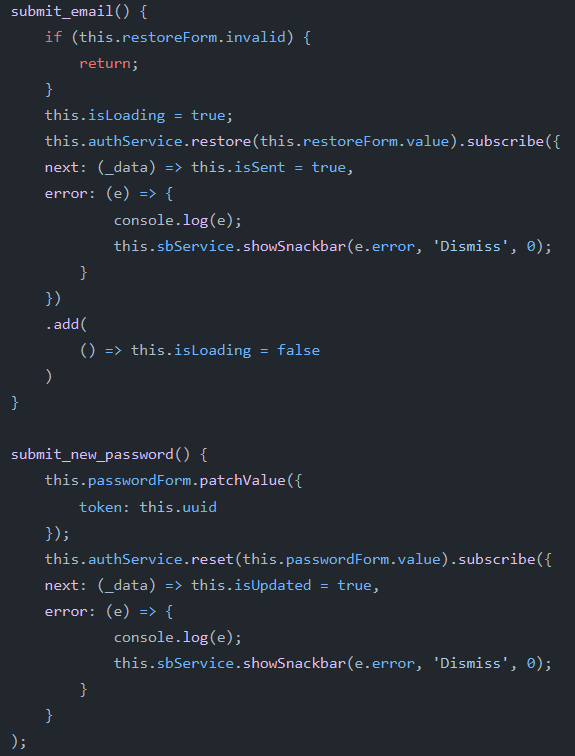 submit_email() {
    if (this.restoreForm.invalid) {
        return;
    }
    this.isLoading = true;
    this.authService.restore(this.restoreForm.value).subscribe({
    next: (_data) => this.isSent = true,
    error: (e) => {
            console.log(e);
            this.sbService.showSnackbar(e.error, 'Dismiss', 0);
        }
    })
    .add(
        () => this.isLoading = false
    )
}

submit_new_password() {
    this.passwordForm.patchValue({
        token: this.uuid
    });
    this.authService.reset(this.passwordForm.value).subscribe({
    next: (_data) => this.isUpdated = true,
    error: (e) => {
            console.log(e);
            this.sbService.showSnackbar(e.error, 'Dismiss', 0);
        }
    }
);